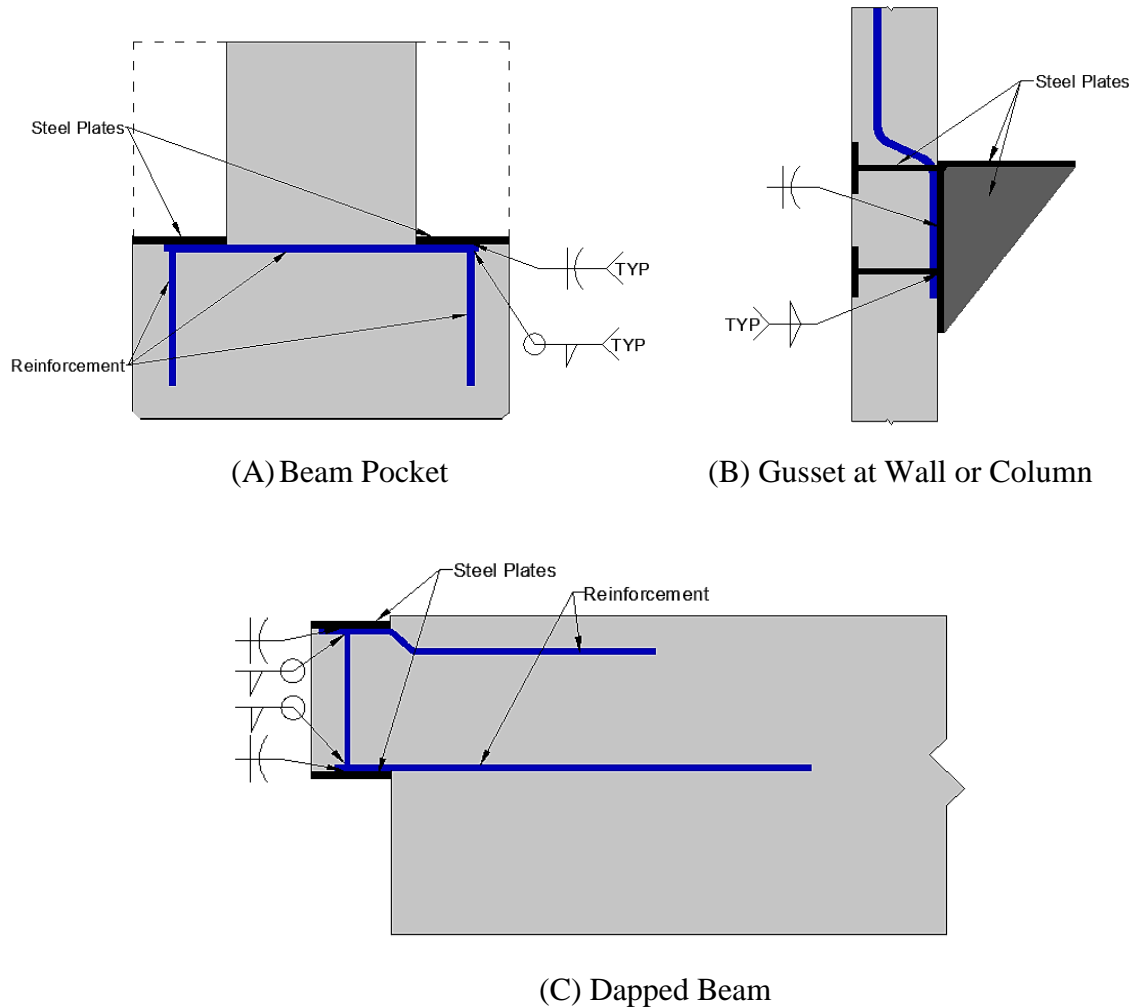 Steel Plates
TYP
TYP
Reinforcement
(A) Beam Pocket
Steel Plates
TYP
(B) Gusset at Wall or Column
Steel Plates
Reinforcement
(C) Dapped Beam